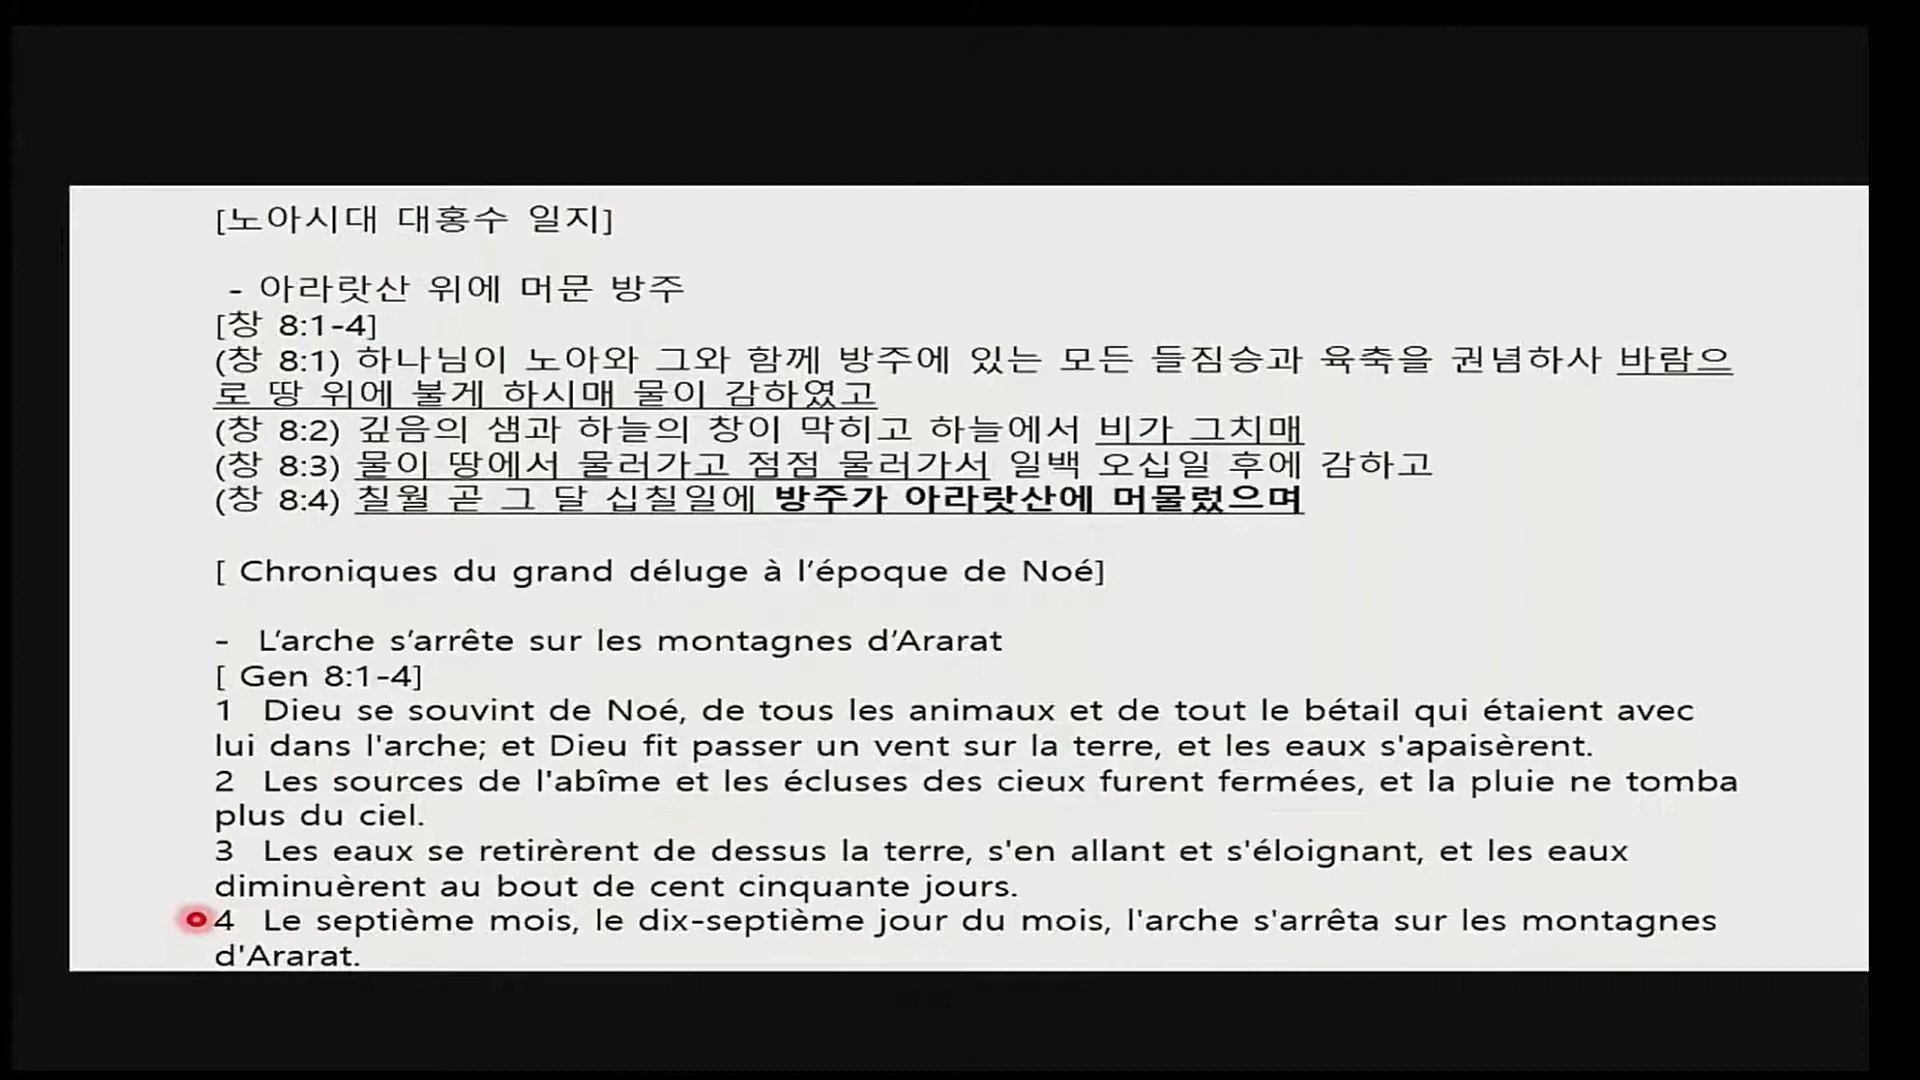 [노아시대 대홍수 일지]
- 아라랏산 위에 머문 방주
[창 8:1-4]
(창 8:1) 하나님이 노아와 그와 함께 방주에 있는 모든 들짐승과 육축을 권념하사 바람으
로 땅 위에 불게 하시매 물이 감하였고
(창 8:2) 깊음의 샘과 하늘의 창이 막히고 하늘에서 비가 그치매
(창 8:3) 물이 땅에서 물러가고 점점 물러가서 일백 오십일 후에 감하고
(창 8:4) 칠월 곧 그 달 십칠일에 방주가 아라랏산에 머물렀으며
[ Chroniques du grand déluge à l’époque de Noé]
- L’arche s’arrête sur les montagnes d’Ararat
[ Gen 8:1-4]
1 Dieu se souvint de Noé, de tous les animaux et de tout le bétail qui étaient avec
lui dans l'arche; et Dieu fit passer un vent sur la terre, et les eaux s'apaisèrent.
2 Les sources de l'abîme et les écluses des cieux furent fermées, et la pluie ne tomba
plus du ciel.
3 Les eaux se retirèrent de dessus la terre, s'en allant et s'éloignant, et les eaux
diminuèrent au bout de cent cinquante jours.
4 Le septième mois, le dix-septième jour du mois, l'arche s'arrêta sur les montagnes
d'Ararat.